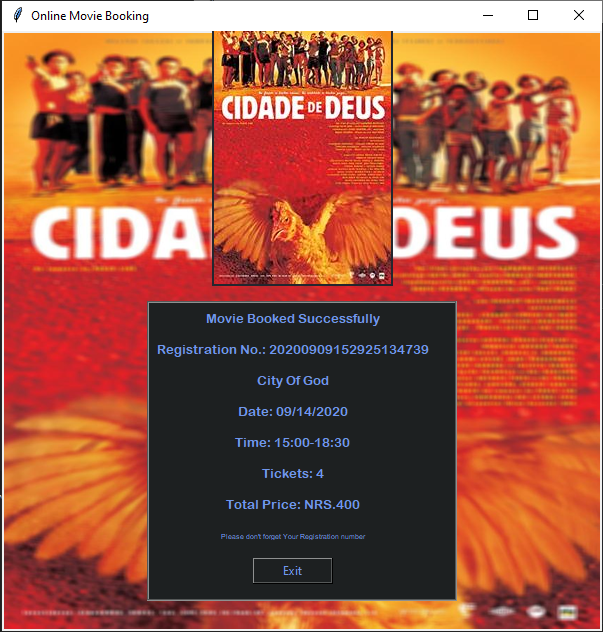 Online Movie Booking
CIDADE DE DEUS
CIDA
DEUS
Movie Booked Successfully
Registration No.: 20200909152925134739
City Of God
Date: 09/14/2020
Time: 15:00-18:30
Tickets: 4
Total Price: NRS.400
Please don't forget Your Registration number
Exit